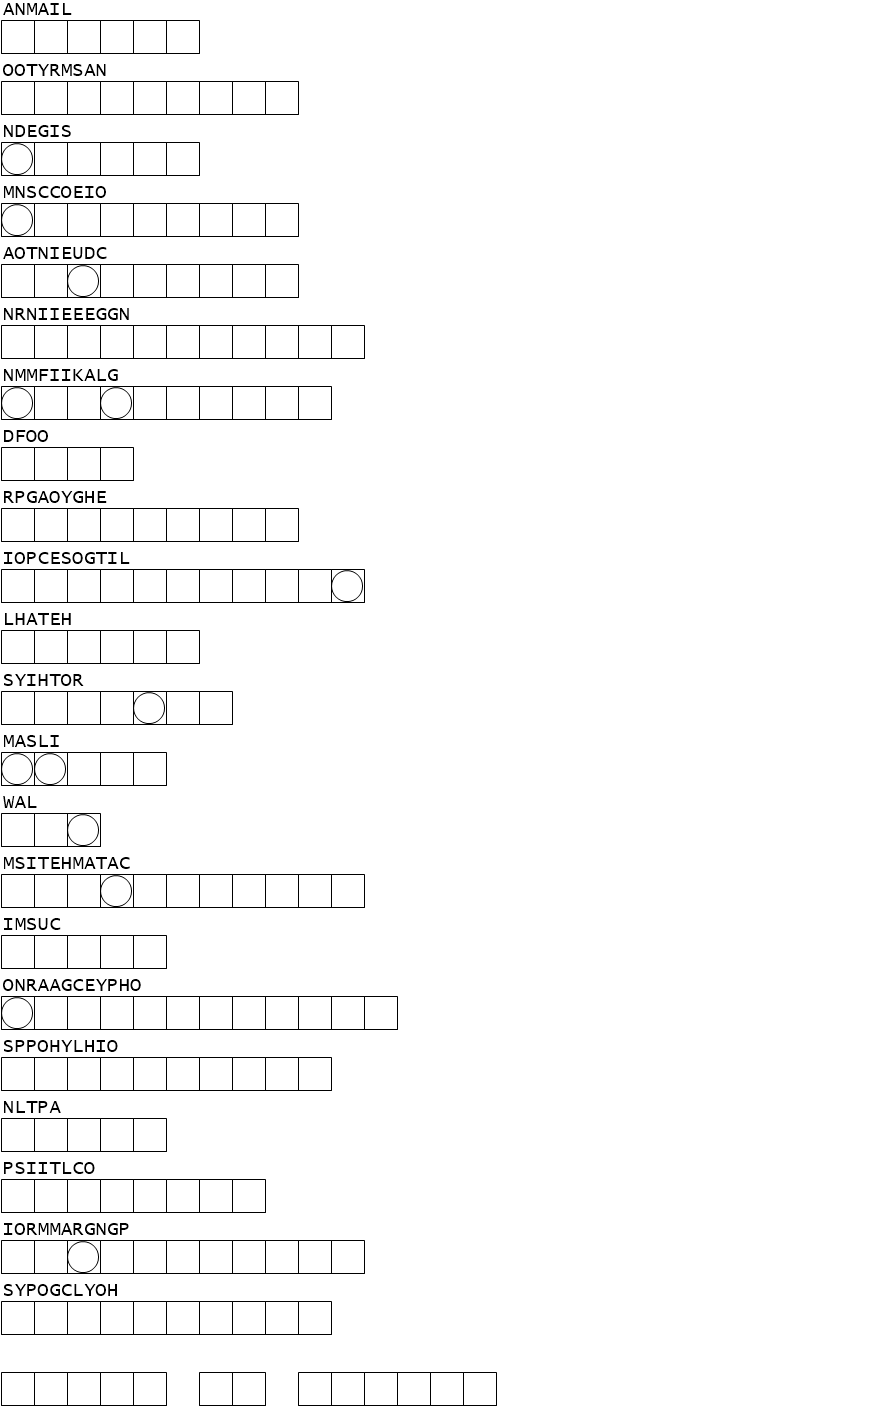 ANMAIL
OOTYRMSAN
NDEGIS
MNSCCOEIO
AOTNIEUDC
NRNIIEEEGGN
NMMFIIKALG
DFOO
RPGAOYGHE
IOPCESOGTIL
LHATEH
SYIHTOR
MASLI
WAL
MSITEHMATAC
IMSUC
ONRAAGCEYPHO
SPPOHYLHIO
NLTPA
PSIITLCO
IORMMARGNGP
SYPOGCLYOH